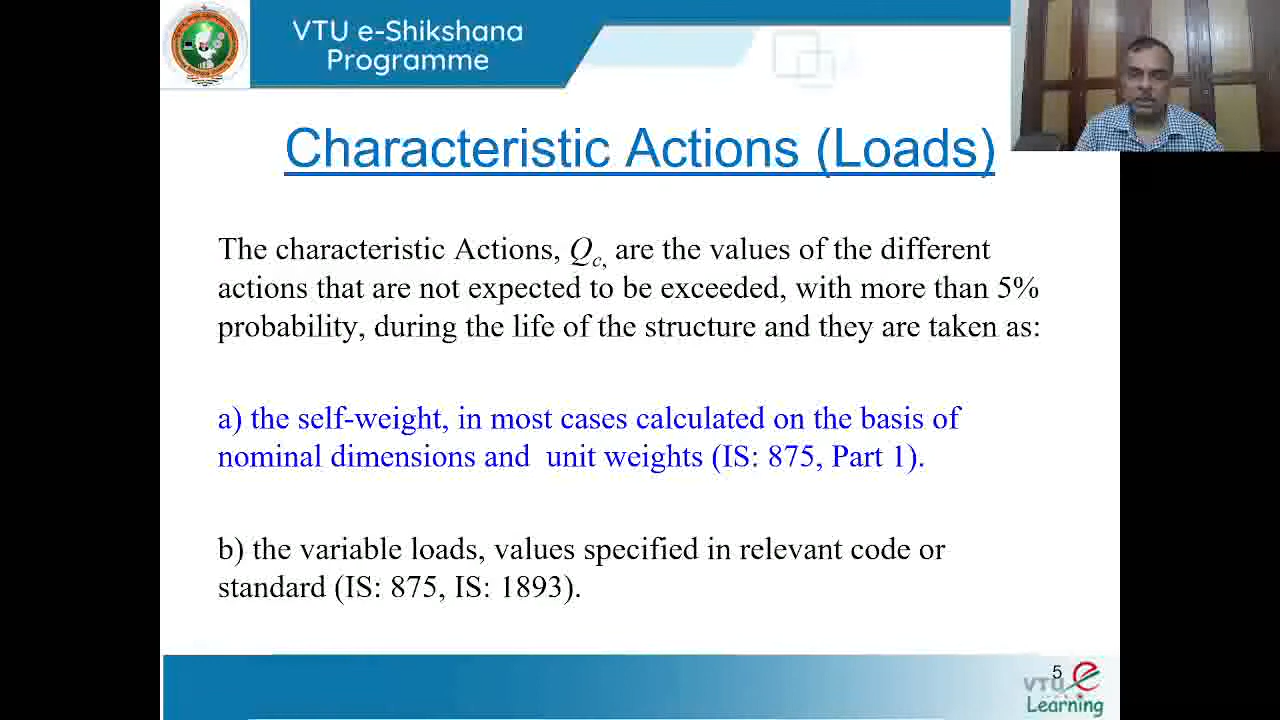 VTU e-Shikshana
Programme
Characteristic Actions (Loads)
The characteristic Actions, Qc, are the values of the different
actions that are not expected to be exceeded, with more than 5%
probability, during the life of the structure and they are taken as:
a) the self-weight, in most cases calculated on the basis of
nominal dimensions and unit weights (IS: 875, Part 1).
b) the variable loads, values specified in relevant code or
standard (IS: 875, IS: 1893).
5
VTU e
Learning